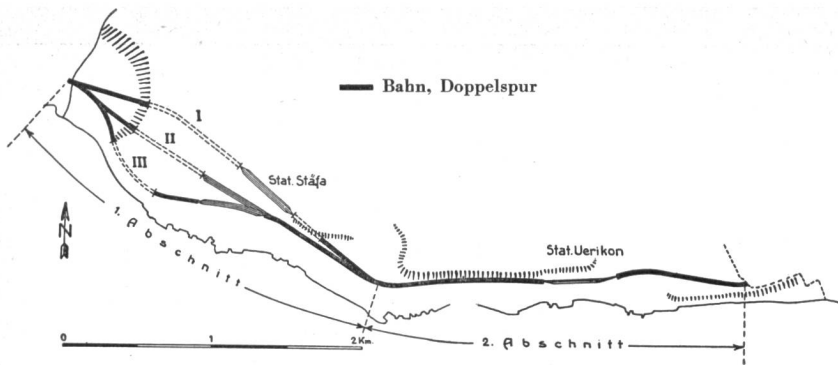 Bahn, Doppelspur
I
II
III
Stat. Stäfa
Stat. Uerikon
N
1. Abschnitt
2. Abschnitt
0 1 2 Km.